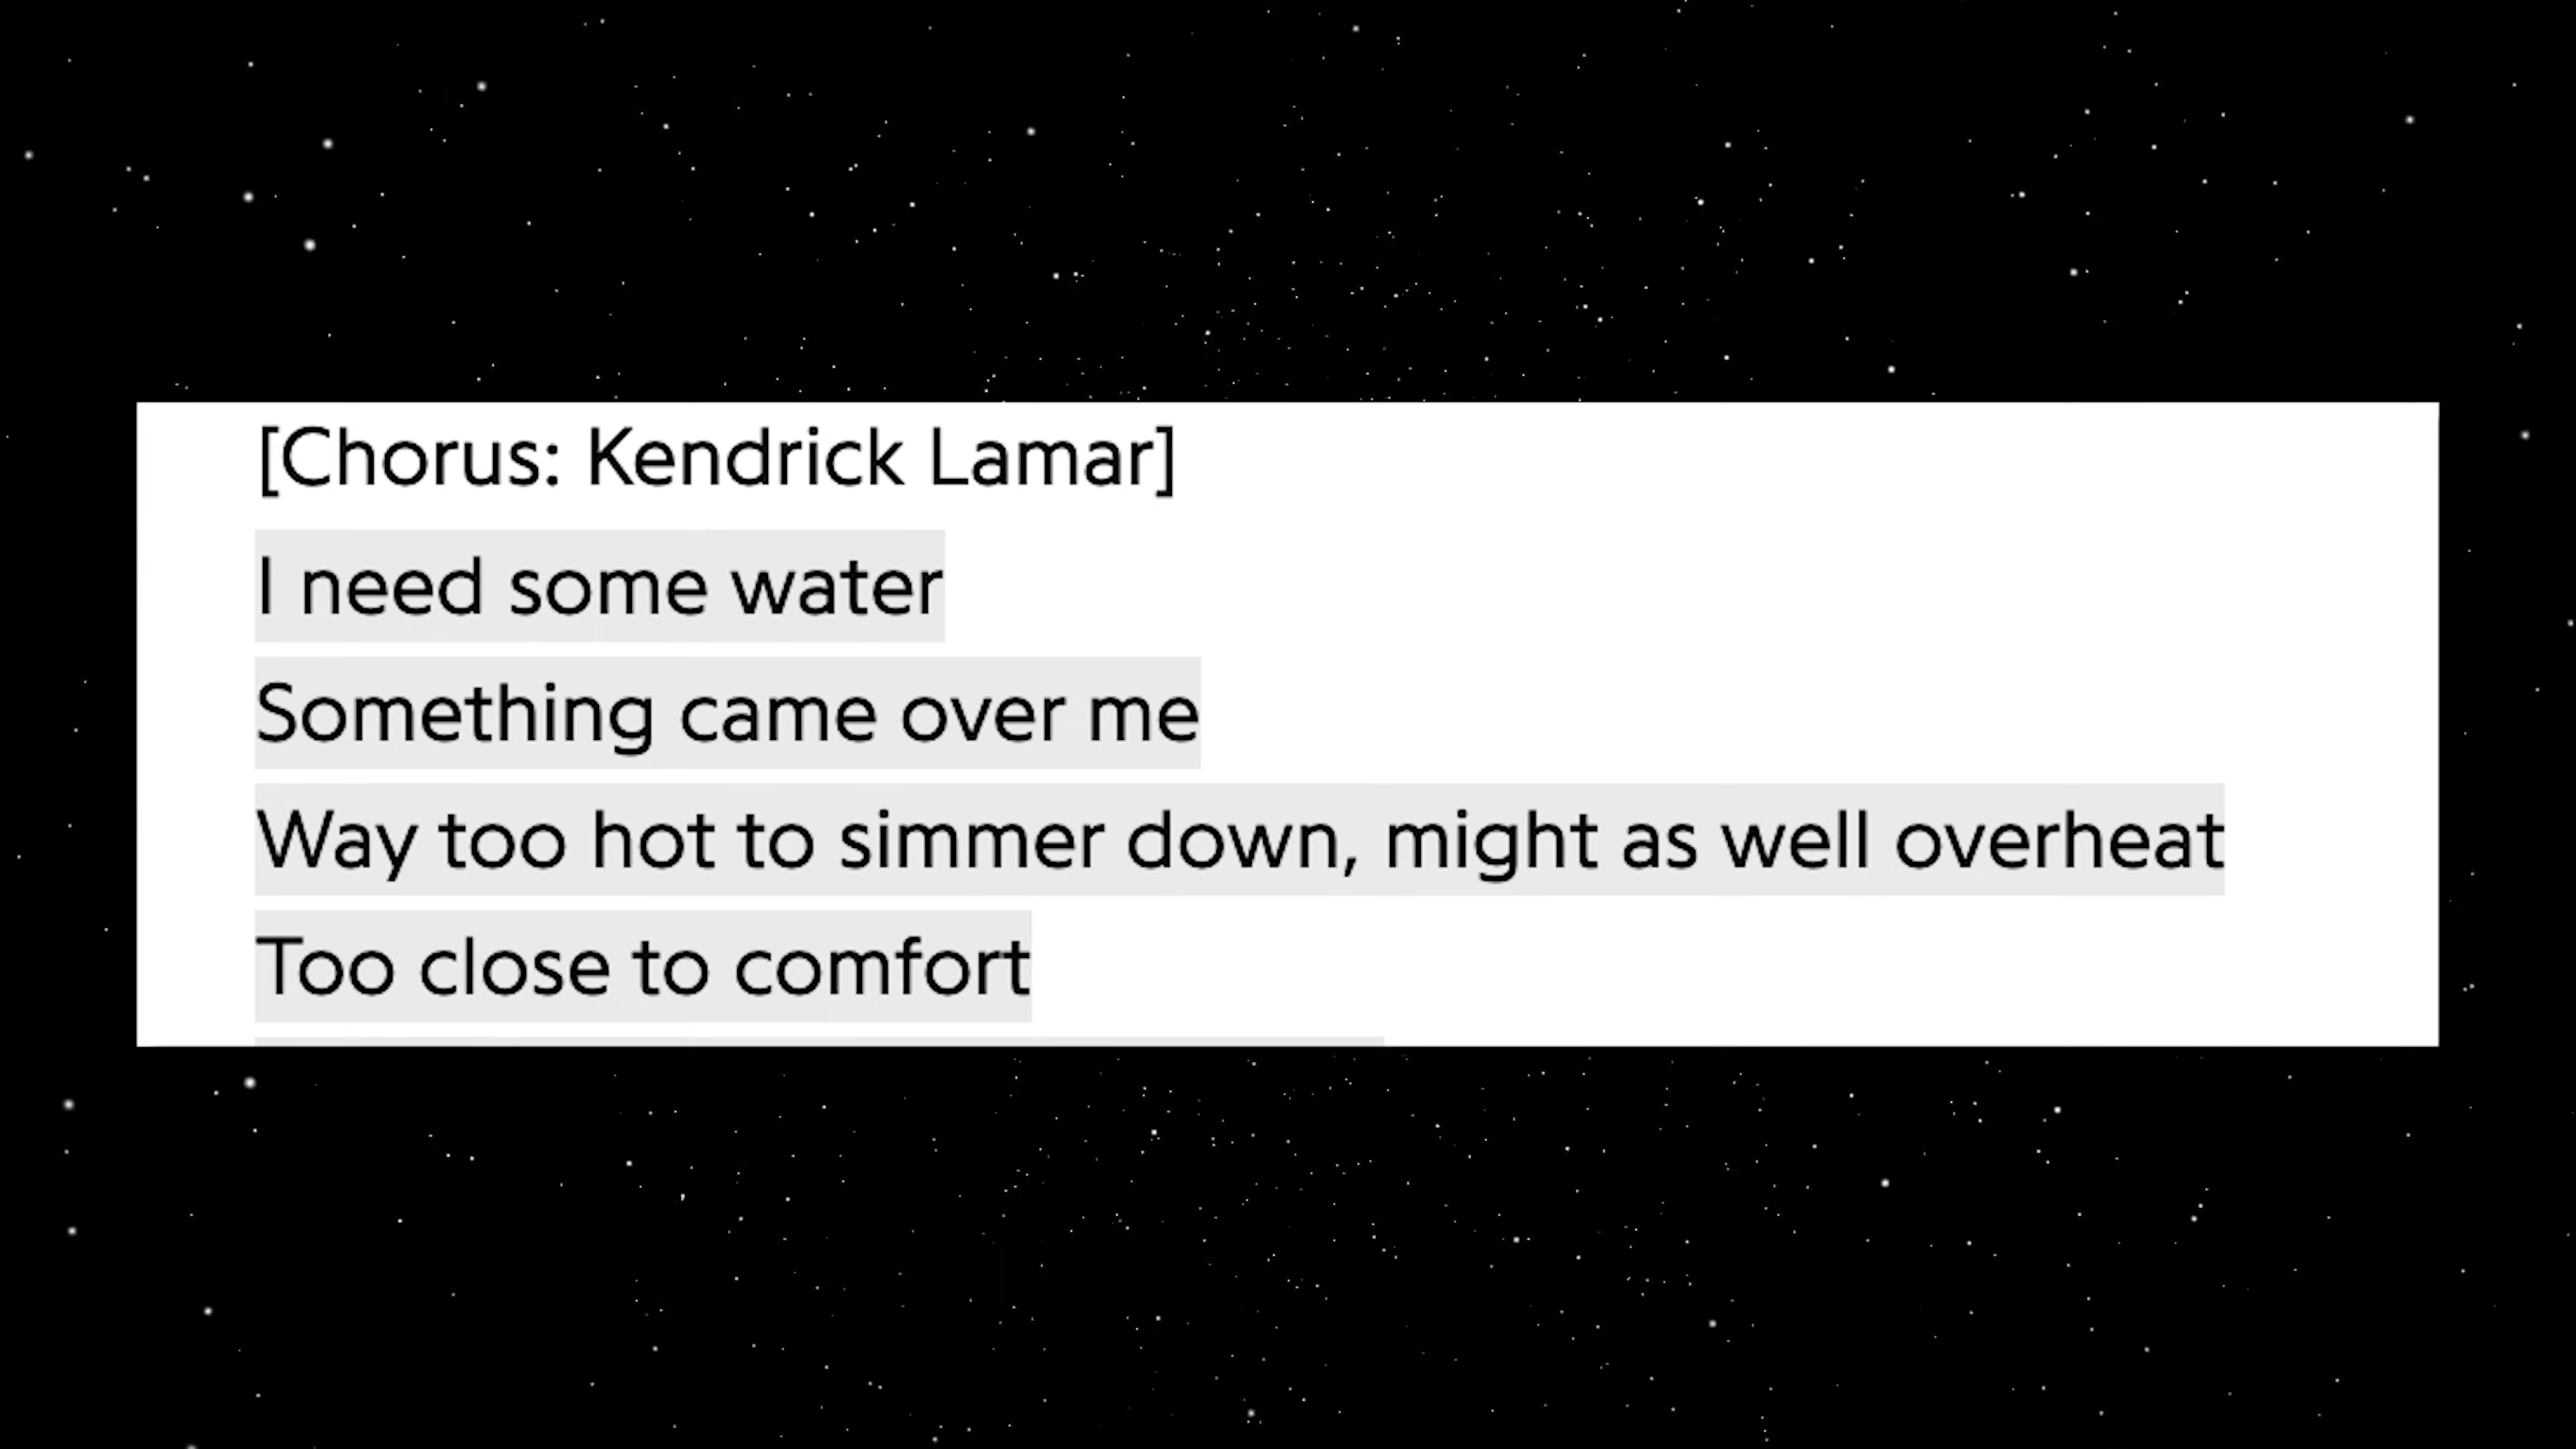 [Chorus: Kendrick Lamar]
I need some water
Something came over me
Way too hot to simmer down, might as well overheat
Too close to comfort